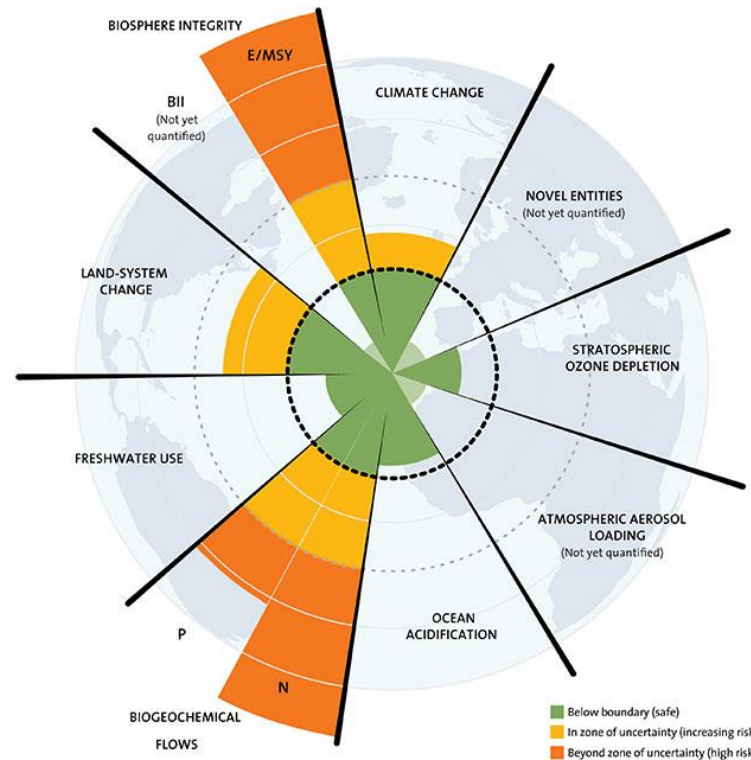 BIOSPHERE INTEGRITY
E/MSY
CLIMATE CHANGE
BII
(Not yet
quantified)
NOVEL ENTITIES
(Not yet quantified)
LAND-SYSTEM
CHANGE
STRATOSPHERIC
OZONE DEPLETION
FRESHWATER USE
ATMOSPHERIC AEROSOL
LOADING
(Not yet quantified)
OCEAN
ACIDIFICATION
P
N
BIOGEOCHEMICAL
FLOWS
Below boundary (safe)
In zone of uncertainty (increasing risk
Beyond zone of uncertainty (high risk